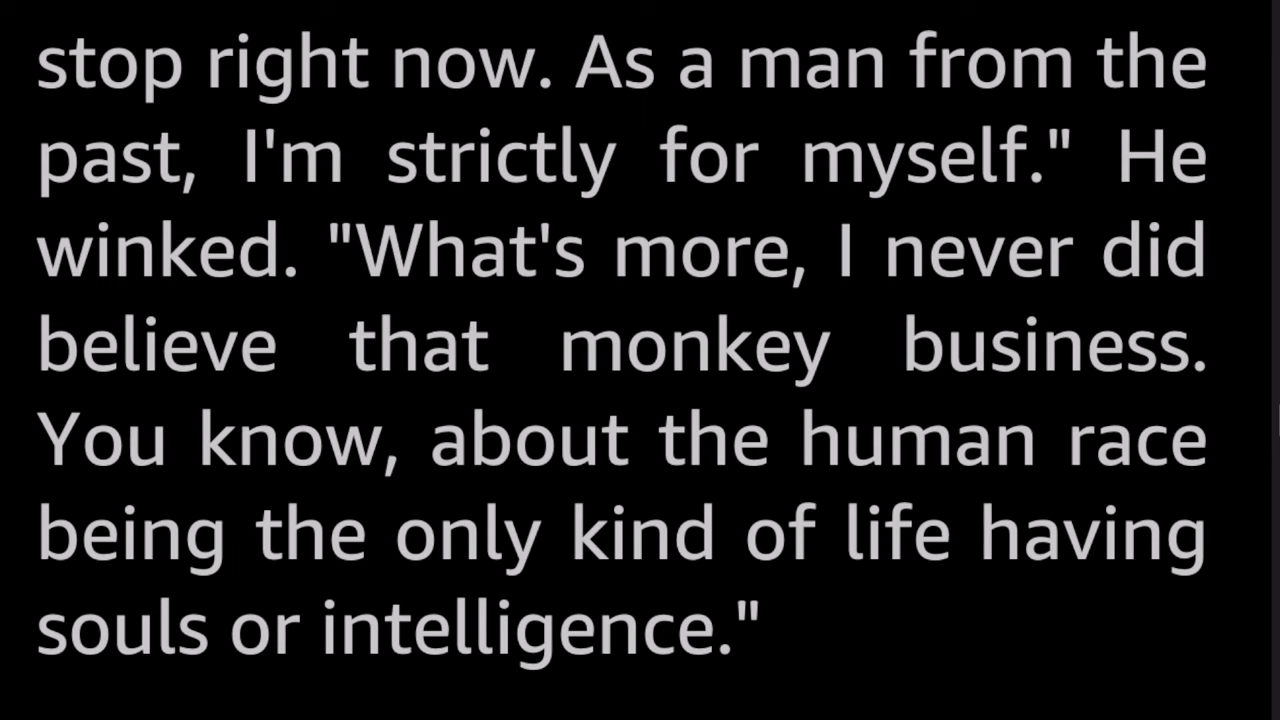 stop right now. As a man from the
past, I'm strictly for myself." He
winked. "What's more, I never did
believe that monkey business.
You know, about the human race
being the only kind of life having
souls or intelligence."